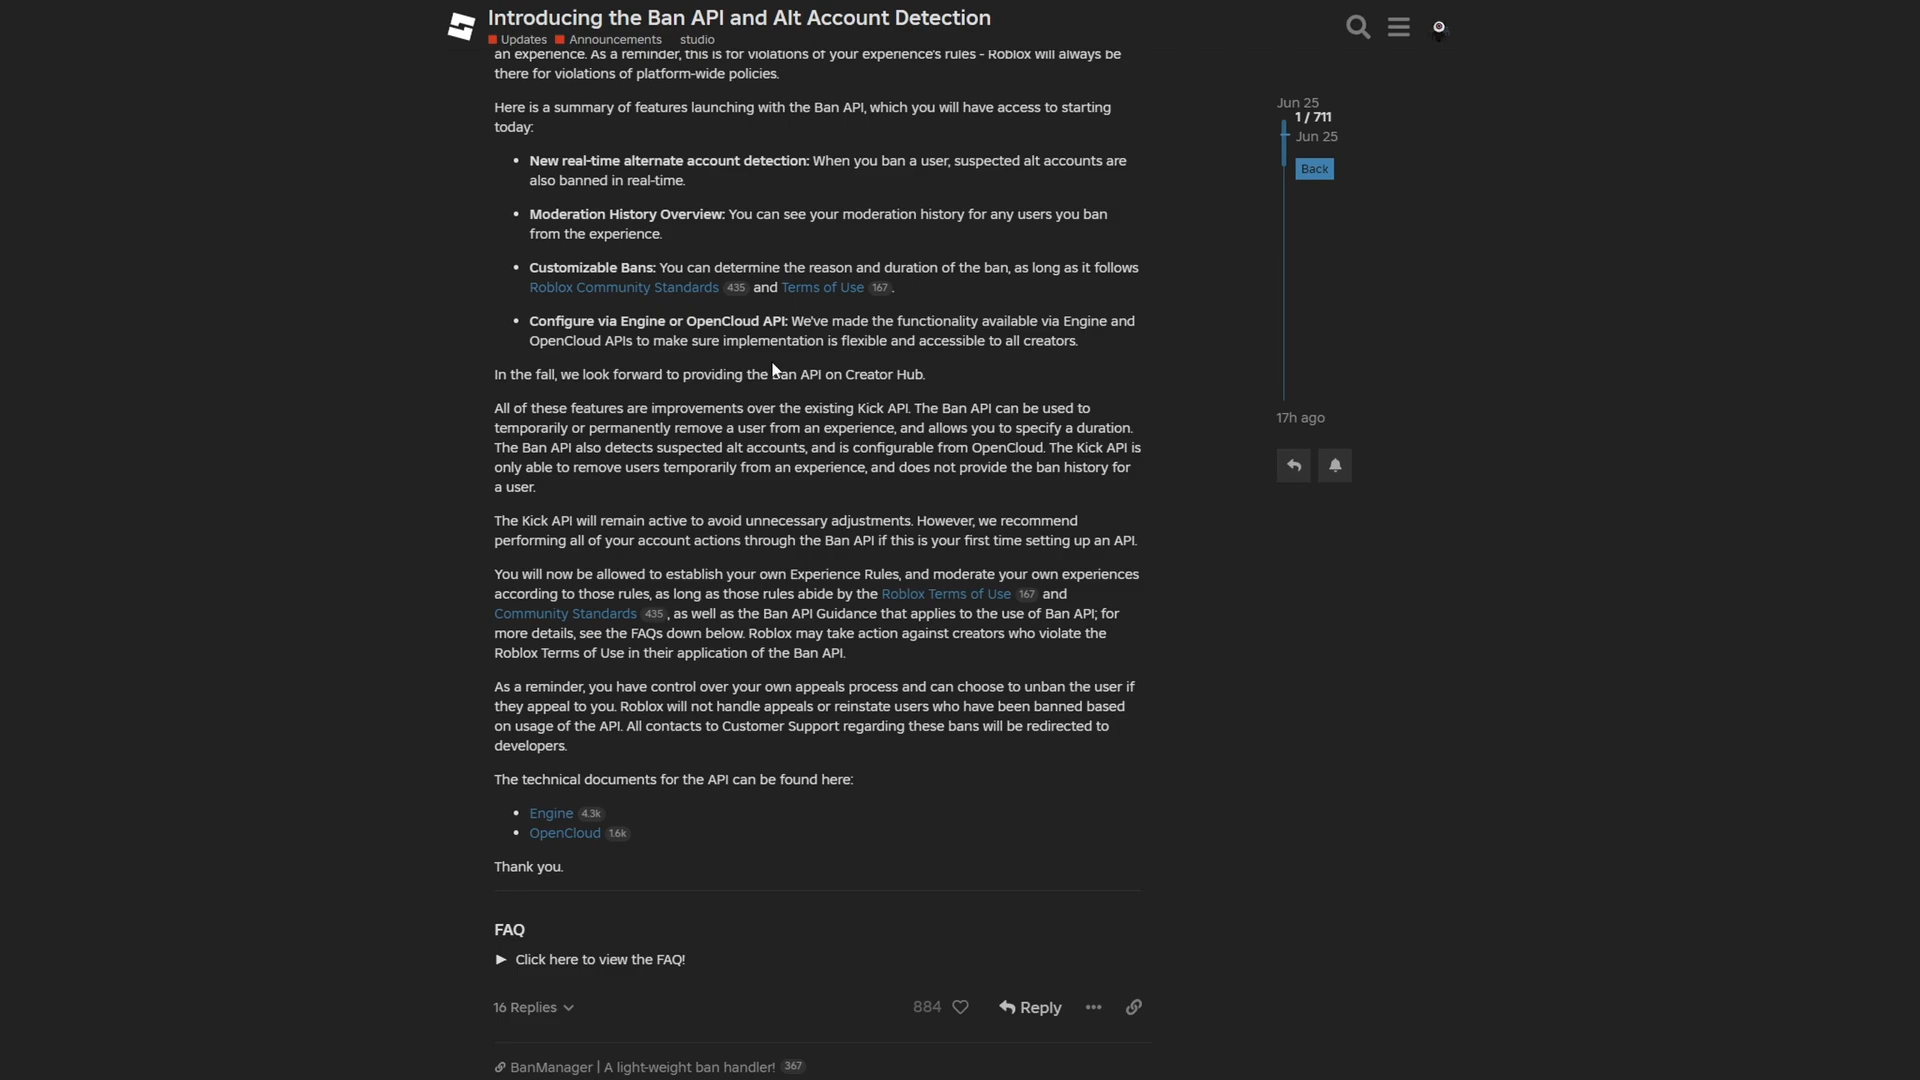 Introducing the Ban API and Alt Account Detection
Updates Announcements studio
an experience. As a reminder, this is for violations of your experience's rules - Roblox will always be
there for violations of platform-wide policies.
Here is a summary of features launching with the Ban API, which you will have access to starting
today:
• New real-time alternate account detection: When you ban a user, suspected alt accounts are
also banned in real-time.
• Moderation History Overview: You can see your moderation history for any users you ban
from the experience.
• Customizable Bans: You can determine the reason and duration of the ban, as long as it follows
Roblox Community Standards 435 and Terms of Use 167.
• Configure via Engine or OpenCloud API: We've made the functionality available via Engine and
OpenCloud APIs to make sure implementation is flexible and accessible to all creators.
In the fall, we look forward to providing the Ban API on Creator Hub.
All of these features are improvements over the existing Kick API. The Ban API can be used to
temporarily or permanently remove a user from an experience, and allows you to specify a duration.
The Ban API also detects suspected alt accounts, and is configurable from OpenCloud. The Kick API is
only able to remove users temporarily from an experience, and does not provide the ban history for
a user.
The Kick API will remain active to avoid unnecessary adjustments. However, we recommend
performing all of your account actions through the Ban API if this is your first time setting up an API.
You will now be allowed to establish your own Experience Rules, and moderate your own experiences
according to those rules, as long as those rules abide by the Roblox Terms of Use 167 and
Community Standards 435, as well as the Ban API Guidance that applies to the use of Ban API; for
more details, see the FAQs down below. Roblox may take action against creators who violate the
Roblox Terms of Use in their application of the Ban API.
As a reminder, you have control over your own appeals process and can choose to unban the user if
they appeal to you. Roblox will not handle appeals or reinstate users who have been banned based
on usage of the API. All contacts to Customer Support regarding these bans will be redirected to
developers.
The technical documents for the API can be found here:
• Engine 4.3k
• OpenCloud 1.6k
Thank you.
FAQ
► Click here to view the FAQ!
16 Replies
884
Reply
BanManager | A light-weight ban handler! 367
Jun 25
1 / 711
Jun 25
Back
17h ago